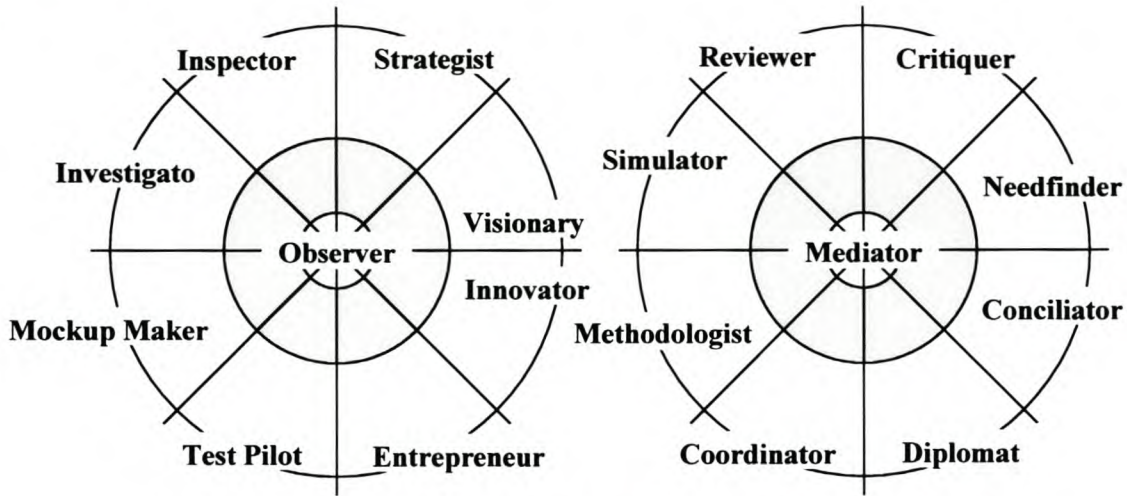 Inspector
Strategist
Investigato
Visionary
Observer
Innovator
Mockup Maker
Test Pilot
Entrepreneur
Reviewer
Critiquer
Simulator
Needfinder
Mediator
Conciliator
Methodologist
Coordinator
Diplomat